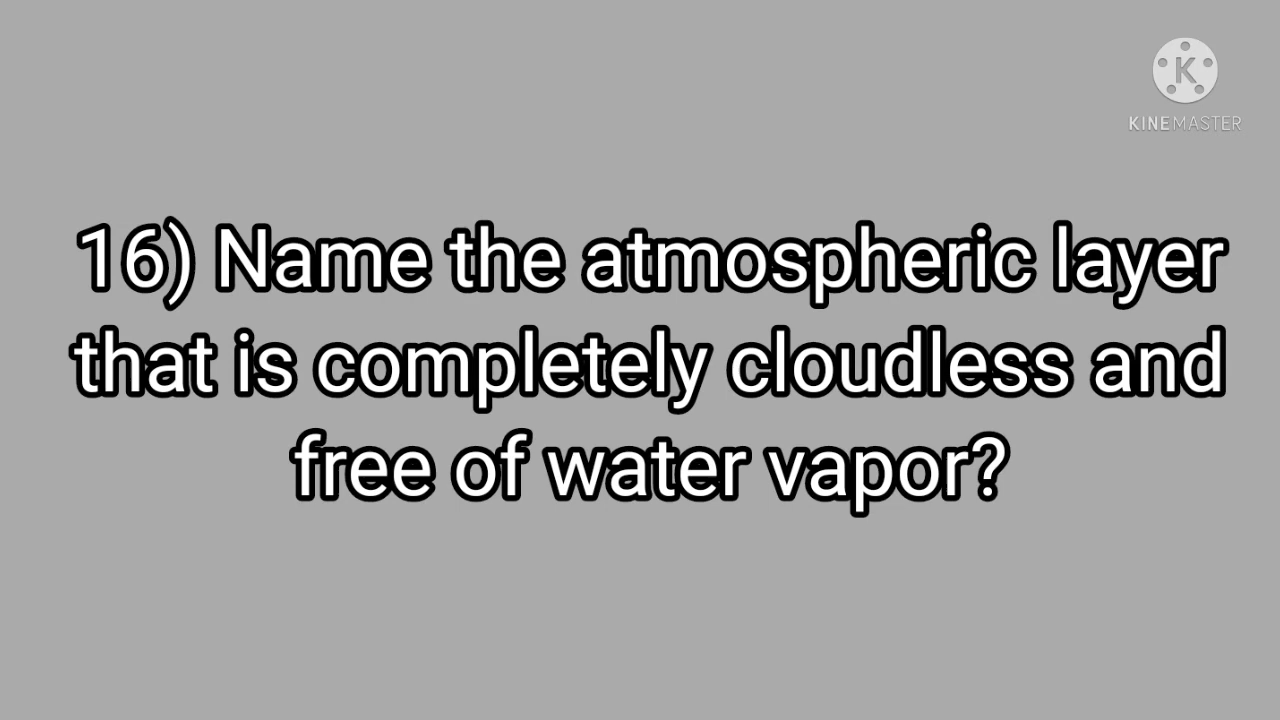 KINEMASTER
16) Name the atmospheric layer
that is completely cloudless and
free of water vapor?